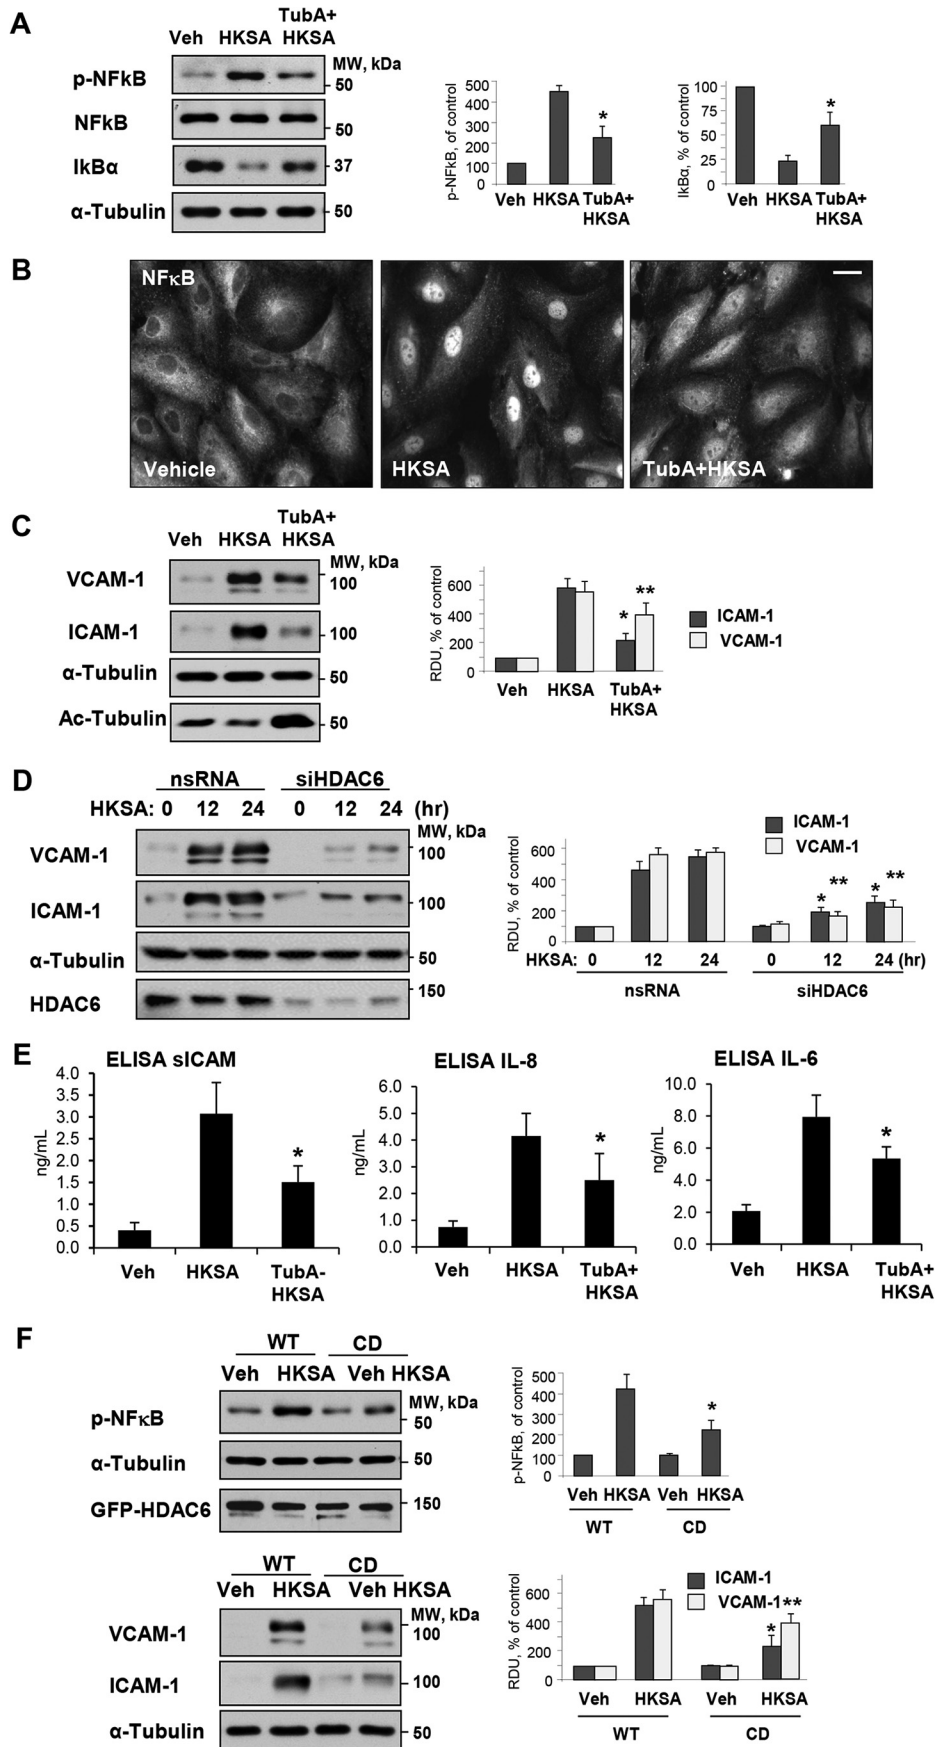 A
Veh HKSA TubA+
HKSA
MW, kDa
p-NFkB
50
NFkB
50
IkBα
37
α-Tubulin
50
p-NFkB, of control
500
400
300
200
100
0
Veh HKSA TubA+
HKSA
*
IkBα, % of control
100
75
50
25
0
Veh HKSA TubA+
HKSA
*
B
NFκB
Vehicle
HKSA
TubA+HKSA
C
Veh HKSA TubA+
HKSA
MW, kDa
VCAM-1
100
ICAM-1
100
α-Tubulin
50
Ac-Tubulin
50
RDU, % of control
600
400
200
0
Veh HKSA TubA+
HKSA
* **
ICAM-1
VCAM-1
D
nsRNA siHDAC6
HKSA: 0 12 24 0 12 24 (hr)
MW, kDa
VCAM-1
100
ICAM-1
100
α-Tubulin
50
HDAC6
150
ICAM-1
VCAM-1
RDU, % of control
600
400
200
0
* ** * **
HKSA: 0 12 24 0 12 24 (hr)
nsRNA siHDAC6
E
ELISA sICAM
ng/mL
4.0
3.5
3.0
2.5
2.0
1.5
1.0
0.5
0.0
*
Veh HKSA TubA-
HKSA
ELISA IL-8
ng/mL
6.0
5.0
4.0
3.0
2.0
1.0
0.0
*
Veh HKSA TubA+
HKSA
ELISA IL-6
ng/mL
10.0
8.0
6.0
4.0
2.0
0.0
*
Veh HKSA TubA+
HKSA
F
WT CD
Veh HKSA Veh HKSA
MW, kDa
p-NFκB
50
α-Tubulin
50
GFP-HDAC6
150
p-NFkB, of control
500
400
300
200
100
0
*
Veh HKSA Veh HKSA
WT CD
WT CD
Veh HKSA Veh HKSA
MW, kDa
VCAM-1
100
ICAM-1
100
α-Tubulin
50
ICAM-1
VCAM-1
RDU, % of control
600
400
200
0
* **
Veh HKSA Veh HKSA
WT CD